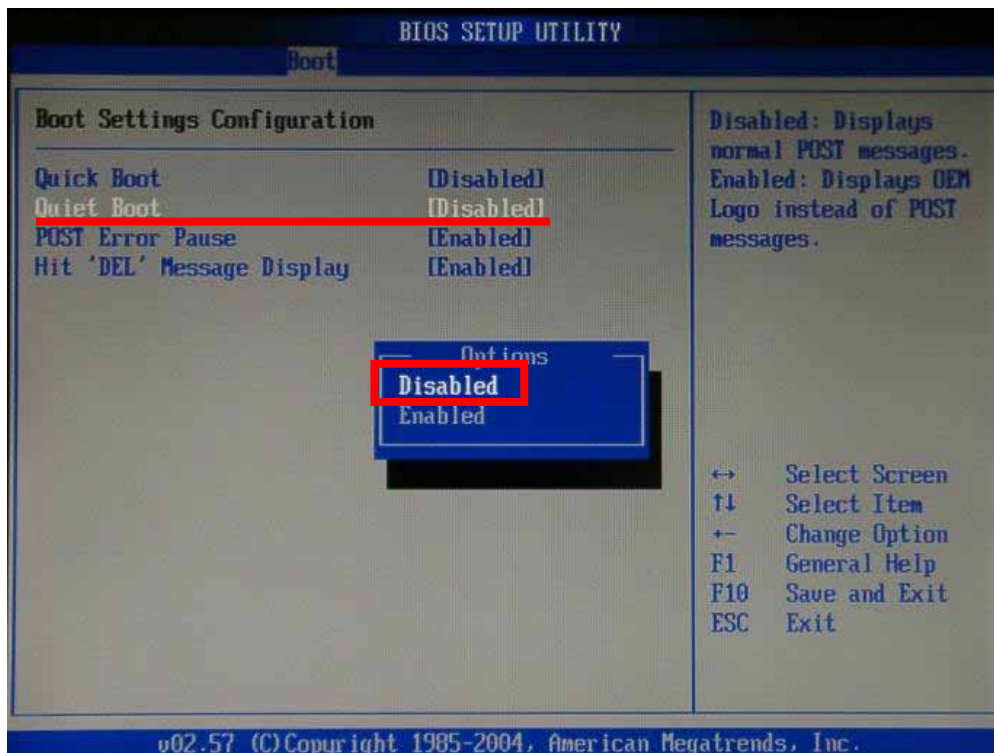 BIOS SETUP UTILITY
Boot
Boot Settings Configuration
Quick Boot [Disabled]
Quiet Boot [Disabled]
POST Error Pause [Enabled]
Hit 'DEL' Message Display [Enabled]
Options
Disabled
Enabled
Disabled: Displays
normal POST messages.
Enabled: Displays OEM
Logo instead of POST
messages.
↔ Select Screen
↑↓ Select Item
+- Change Option
F1 General Help
F10 Save and Exit
ESC Exit
v02.57 (C)Copyright 1985-2004, American Megatrends, Inc.